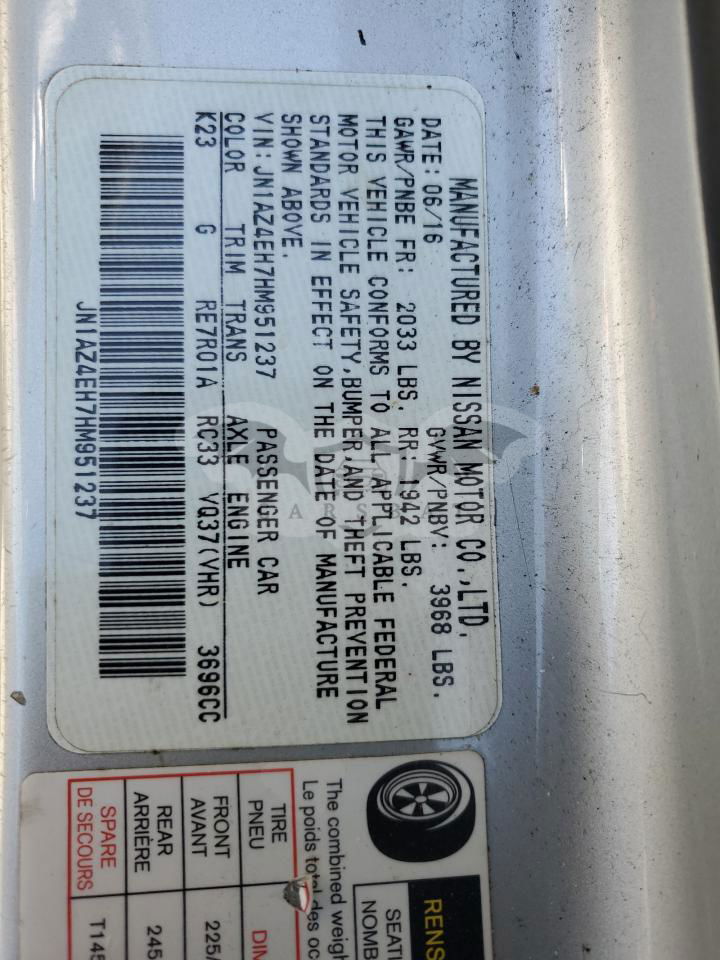 MANUFACTURED BY NISSAN MOTOR CO.,LTD.
DATE: 06/16 GVWR/PNBV: 3968 LBS.
GAWR/PNBE FR: 2033 LBS. RR: 1942 LBS.
THIS VEHICLE CONFORMS TO ALL APPLICABLE FEDERAL
MOTOR VEHICLE SAFETY,BUMPER,AND THEFT PREVENTION
STANDARDS IN EFFECT ON THE DATE OF MANUFACTURE
SHOWN ABOVE.
VIN: JN1AZ4EH7HM951237 PASSENGER CAR
COLOR TRIM TRANS AXLE ENGINE
K23 G RE7R01A RC33 VQ37(VHR) 3696CC
JN1AZ4EH7HM951237
RENS
SEATI
NOMB
The combined weigh
Le poids total des oc
TIRE
PNEU
DIM
FRONT
AVANT
225/
REAR
ARRIÈRE
245
SPARE
DE SECOURS
T145